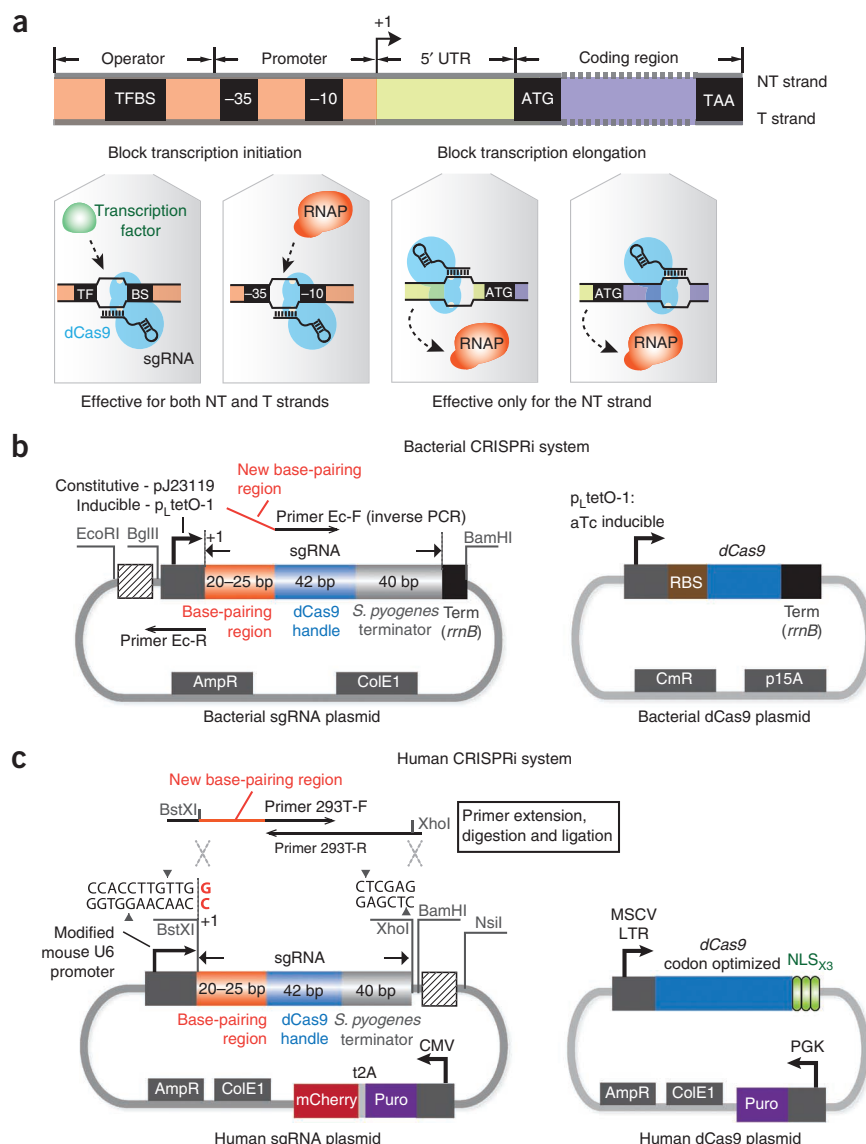 a
+1
Operator Promoter 5′ UTR Coding region
TFBS –35 –10 ATG TAA
NT strand
T strand
Block transcription initiation Block transcription elongation
Transcription
factor
TF BS
dCas9
sgRNA
RNAP
–35 –10
ATG
RNAP
ATG
RNAP
Effective for both NT and T strands Effective only for the NT strand
b Bacterial CRISPRi system
New base-pairing
region
Constitutive - pJ23119
Inducible - pLtetO-1
+1
Primer Ec-F (inverse PCR)
EcoRI BglII sgRNA BamHI
20–25 bp 42 bp 40 bp
Base-pairing
region
dCas9
handle
S. pyogenes
terminator
Term
(rrnB)
Primer Ec-R
AmpR ColE1
Bacterial sgRNA plasmid
pLtetO-1:
aTc inducible
dCas9
RBS
Term
(rrnB)
CmR p15A
Bacterial dCas9 plasmid
c Human CRISPRi system
New base-pairing region
BstXI Primer 293T-F XhoI
Primer 293T-R
Primer extension,
digestion and ligation
CCACCTTGTTG G
GGTGGAACAAC C
CTCGAG
GAGCTC
+1
BstXI XhoI BamHI NsiI
Modified
mouse U6
promoter
sgRNA
20–25 bp 42 bp 40 bp
Base-pairing
region
dCas9
handle
S. pyogenes
terminator
CMV
t2A
AmpR ColE1 mCherry Puro
Human sgRNA plasmid
MSCV
LTR
dCas9
codon optimized
NLSX3
PGK
AmpR ColE1 Puro
Human dCas9 plasmid